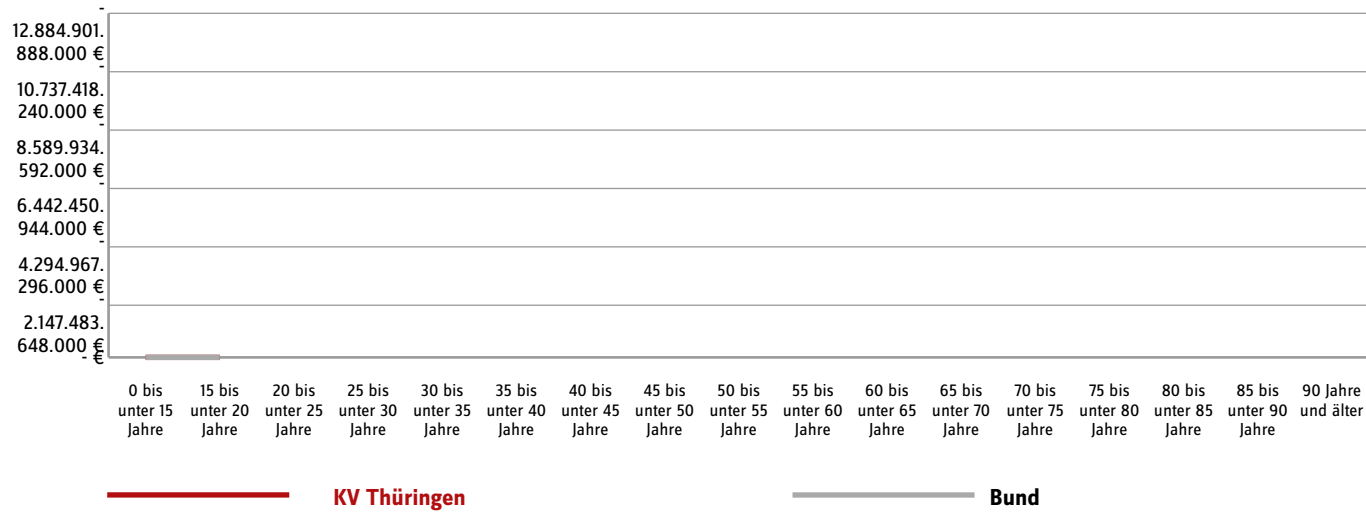 -
12.884.901.
888.000 €
-
10.737.418.
240.000 €
-
8.589.934.
592.000 €
-
6.442.450.
944.000 €
-
4.294.967.
296.000 €
-
2.147.483.
648.000 €
- €
0 bis
unter 15
Jahre
15 bis
unter 20
Jahre
20 bis
unter 25
Jahre
25 bis
unter 30
Jahre
30 bis
unter 35
Jahre
35 bis
unter 40
Jahre
40 bis
unter 45
Jahre
45 bis
unter 50
Jahre
50 bis
unter 55
Jahre
55 bis
unter 60
Jahre
60 bis
unter 65
Jahre
65 bis
unter 70
Jahre
70 bis
unter 75
Jahre
75 bis
unter 80
Jahre
80 bis
unter 85
Jahre
85 bis
unter 90
Jahre
90 Jahre
und älter
KV Thüringen
Bund